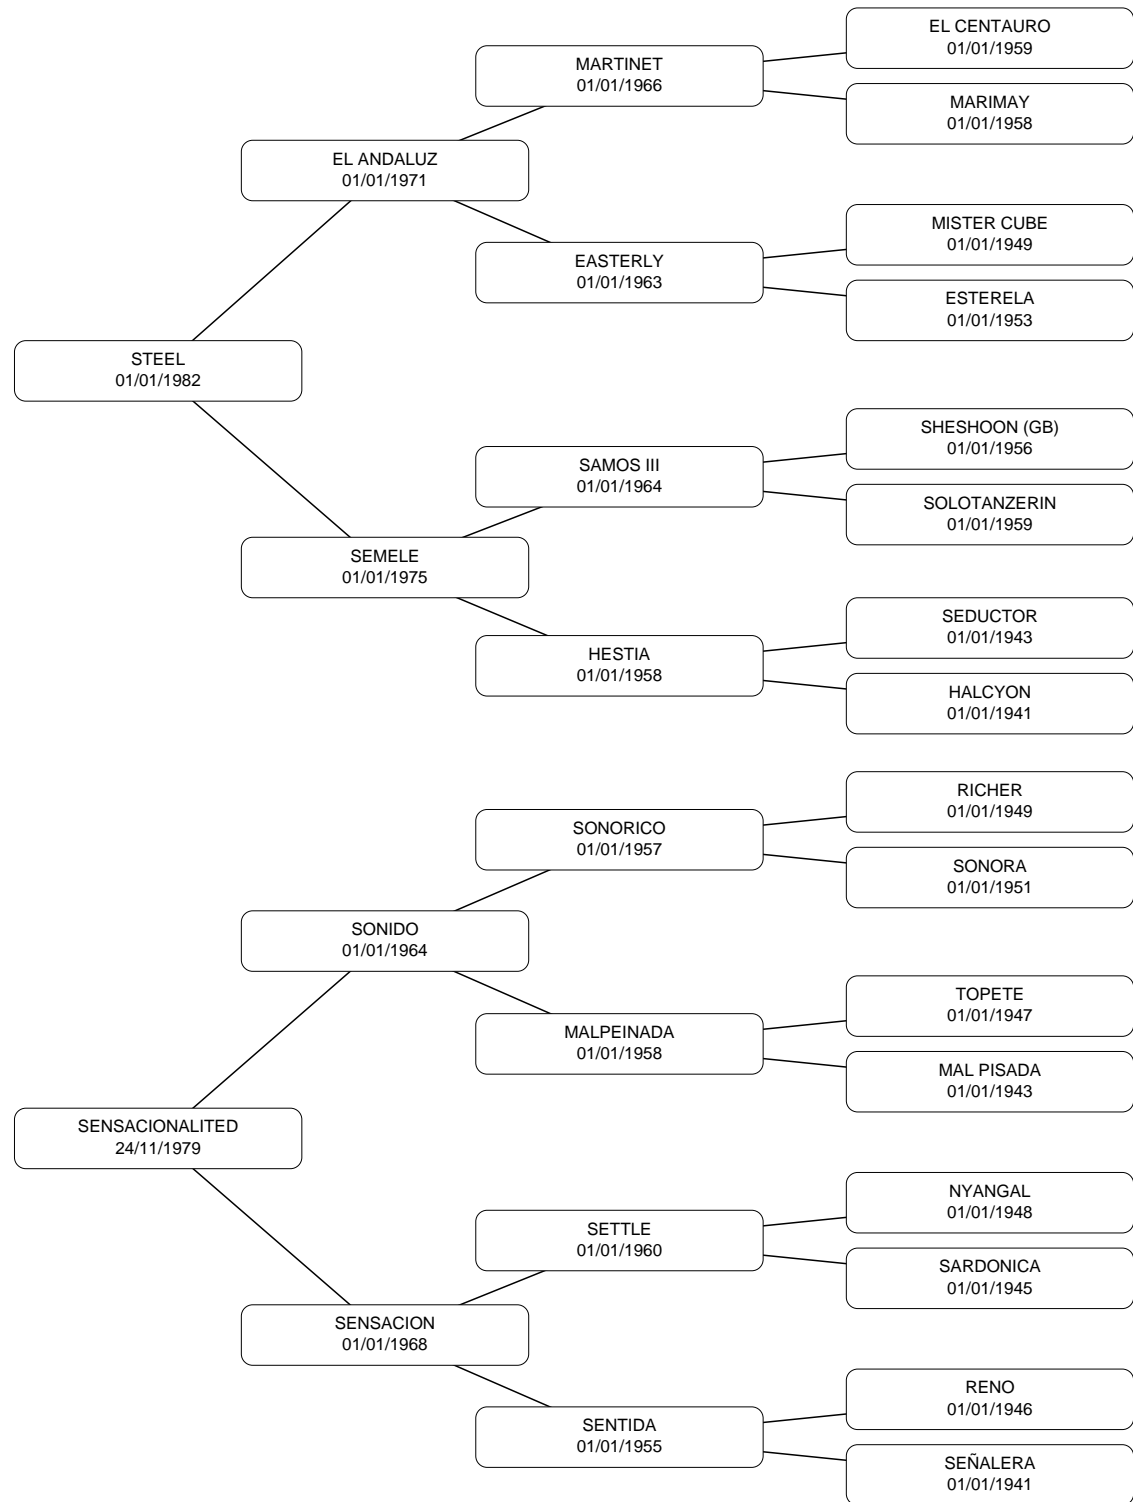 EL CENTAURO
01/01/1959
MARTINET
01/01/1966
MARIMAY
01/01/1958
EL ANDALUZ
01/01/1971
MISTER CUBE
01/01/1949
EASTERLY
01/01/1963
ESTERELA
01/01/1953
STEEL
01/01/1982
SHESHOON (GB)
01/01/1956
SAMOS III
01/01/1964
SOLOTANZERIN
01/01/1959
SEMELE
01/01/1975
SEDUCTOR
01/01/1943
HESTIA
01/01/1958
HALCYON
01/01/1941
RICHER
01/01/1949
SONORICO
01/01/1957
SONORA
01/01/1951
SONIDO
01/01/1964
TOPETE
01/01/1947
MALPEINADA
01/01/1958
MAL PISADA
01/01/1943
SENSACIONALITED
24/11/1979
NYANGAL
01/01/1948
SETTLE
01/01/1960
SARDONICA
01/01/1945
SENSACION
01/01/1968
RENO
01/01/1946
SENTIDA
01/01/1955
SEÑALERA
01/01/1941